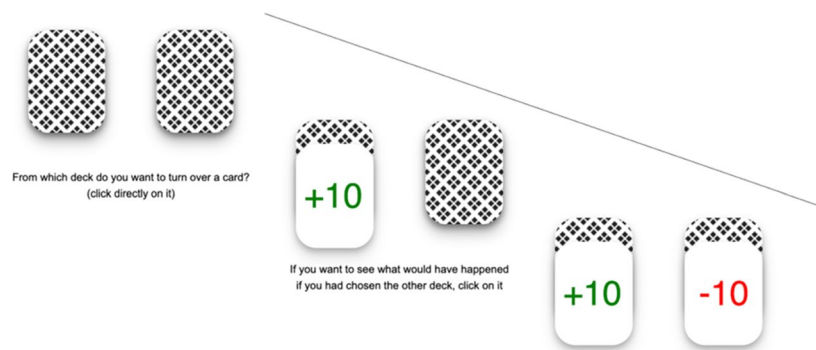 From which deck do you want to turn over a card?
(click directly on it)
+10
If you want to see what would have happened
if you had chosen the other deck, click on it
+10
-10